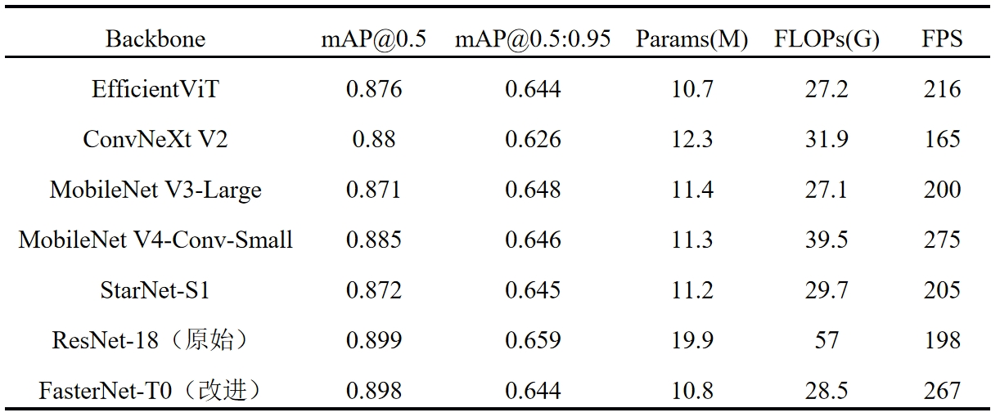 Backbone mAP@0.5 mAP@0.5:0.95 Params(M) FLOPs(G) FPS
EfficientViT 0.876 0.644 10.7 27.2 216
ConvNeXt V2 0.88 0.626 12.3 31.9 165
MobileNet V3-Large 0.871 0.648 11.4 27.1 200
MobileNet V4-Conv-Small 0.885 0.646 11.3 39.5 275
StarNet-S1 0.872 0.645 11.2 29.7 205
ResNet-18（原始） 0.899 0.659 19.9 57 198
FasterNet-T0（改进） 0.898 0.644 10.8 28.5 267